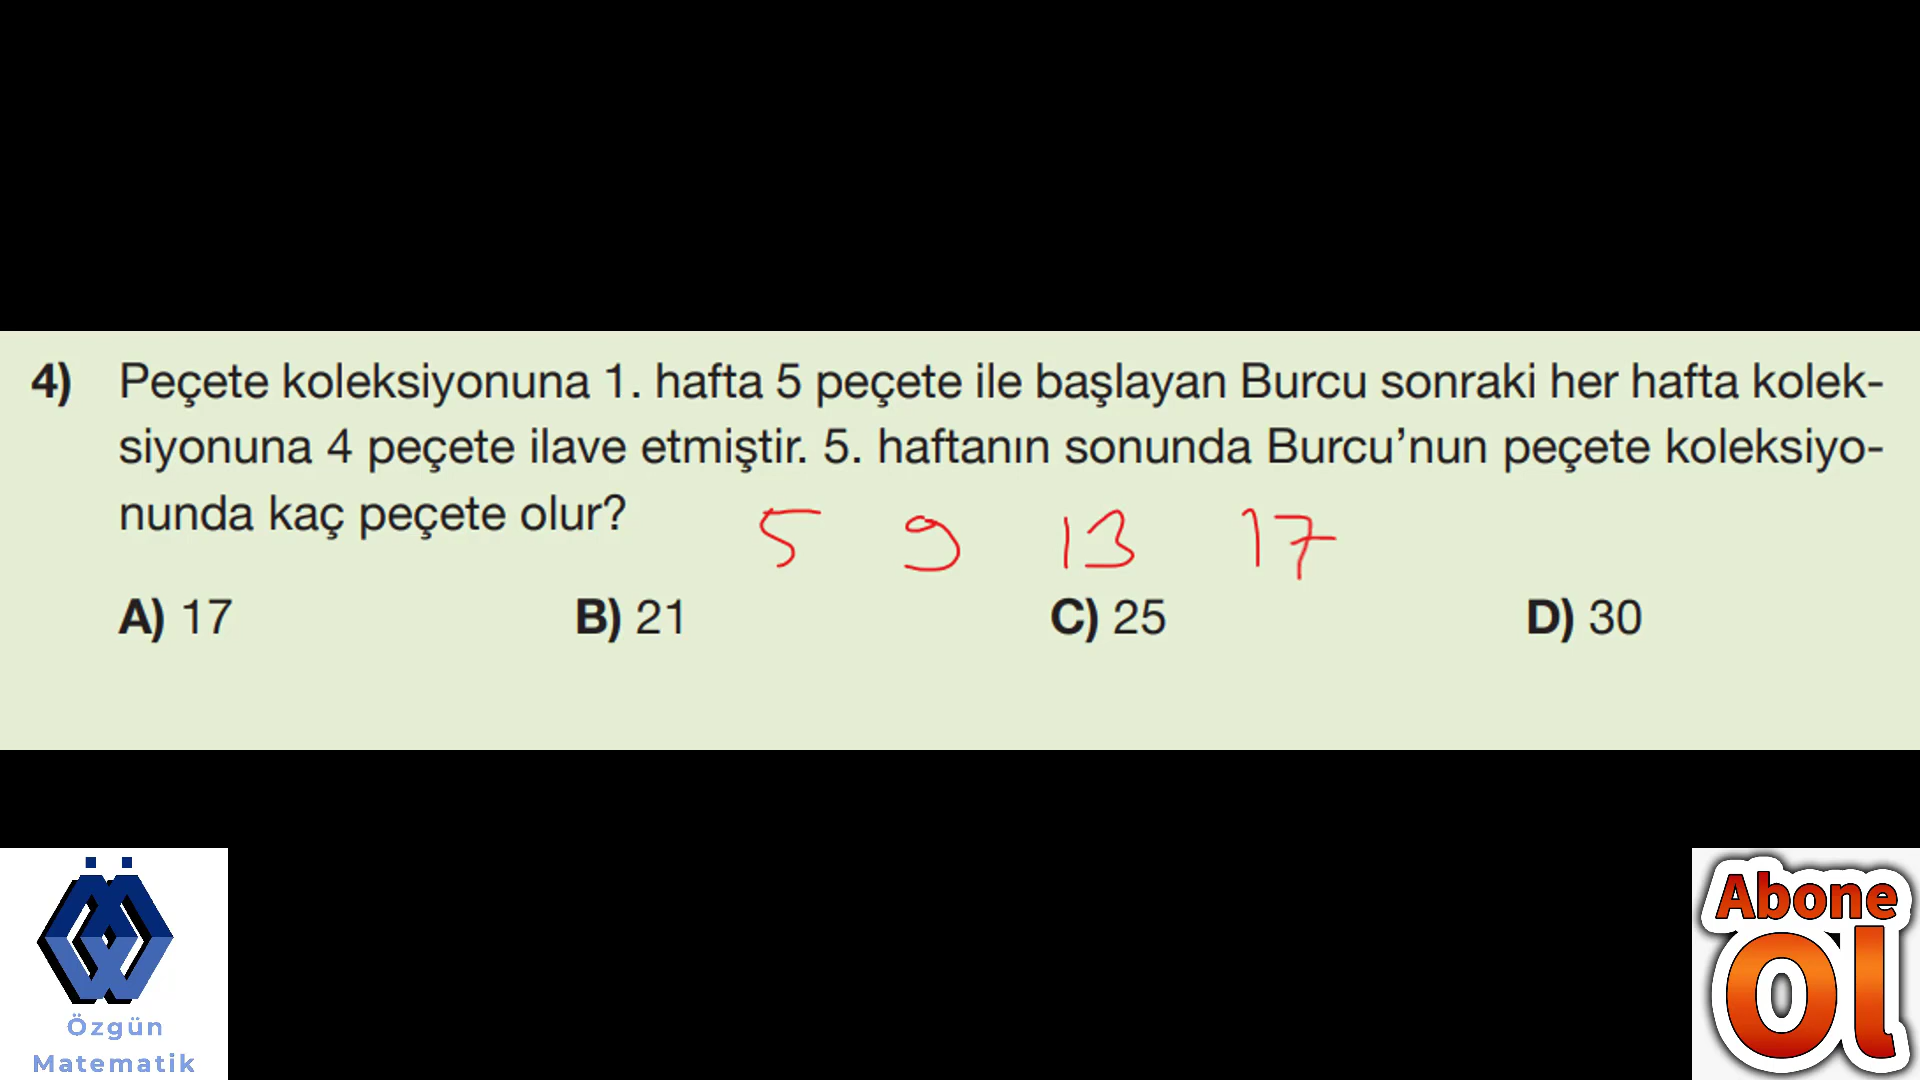 4) Peçete koleksiyonuna 1. hafta 5 peçete ile başlayan Burcu sonraki her hafta kolek-
siyonuna 4 peçete ilave etmiştir. 5. haftanın sonunda Burcu’nun peçete koleksiyo-
nunda kaç peçete olur?
5 9 13 17
A) 17 B) 21 C) 25 D) 30
Özgün
Matematik
Abone
Ol